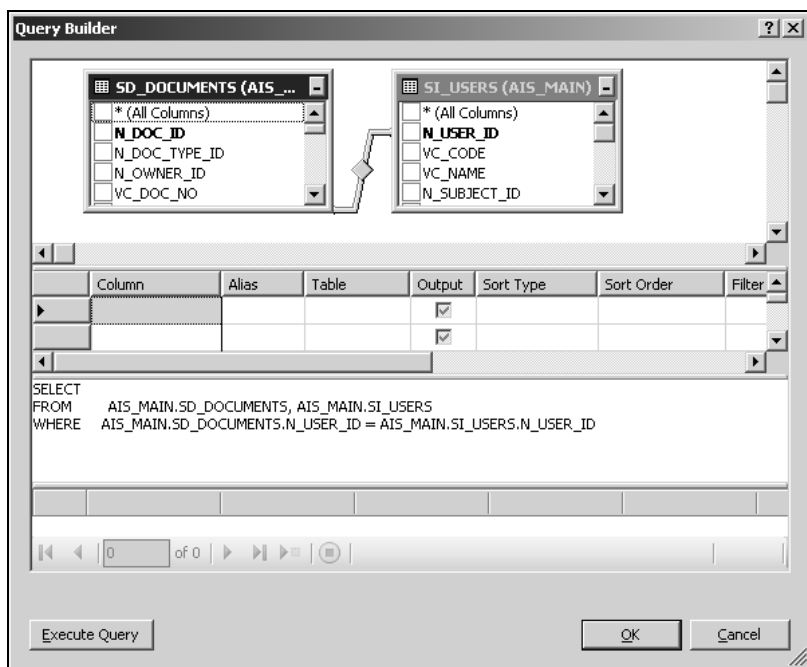 Query Builder
SD_DOCUMENTS (AIS_...
* (All Columns)
N_DOC_ID
N_DOC_TYPE_ID
N_OWNER_ID
VC_DOC_NO
SI_USERS (AIS_MAIN)
* (All Columns)
N_USER_ID
VC_CODE
VC_NAME
N_SUBJECT_ID
Column Alias Table Output Sort Type Sort Order Filter
SELECT
FROM AIS_MAIN.SD_DOCUMENTS, AIS_MAIN.SI_USERS
WHERE AIS_MAIN.SD_DOCUMENTS.N_USER_ID = AIS_MAIN.SI_USERS.N_USER_ID
0 of 0
Execute Query OK Cancel